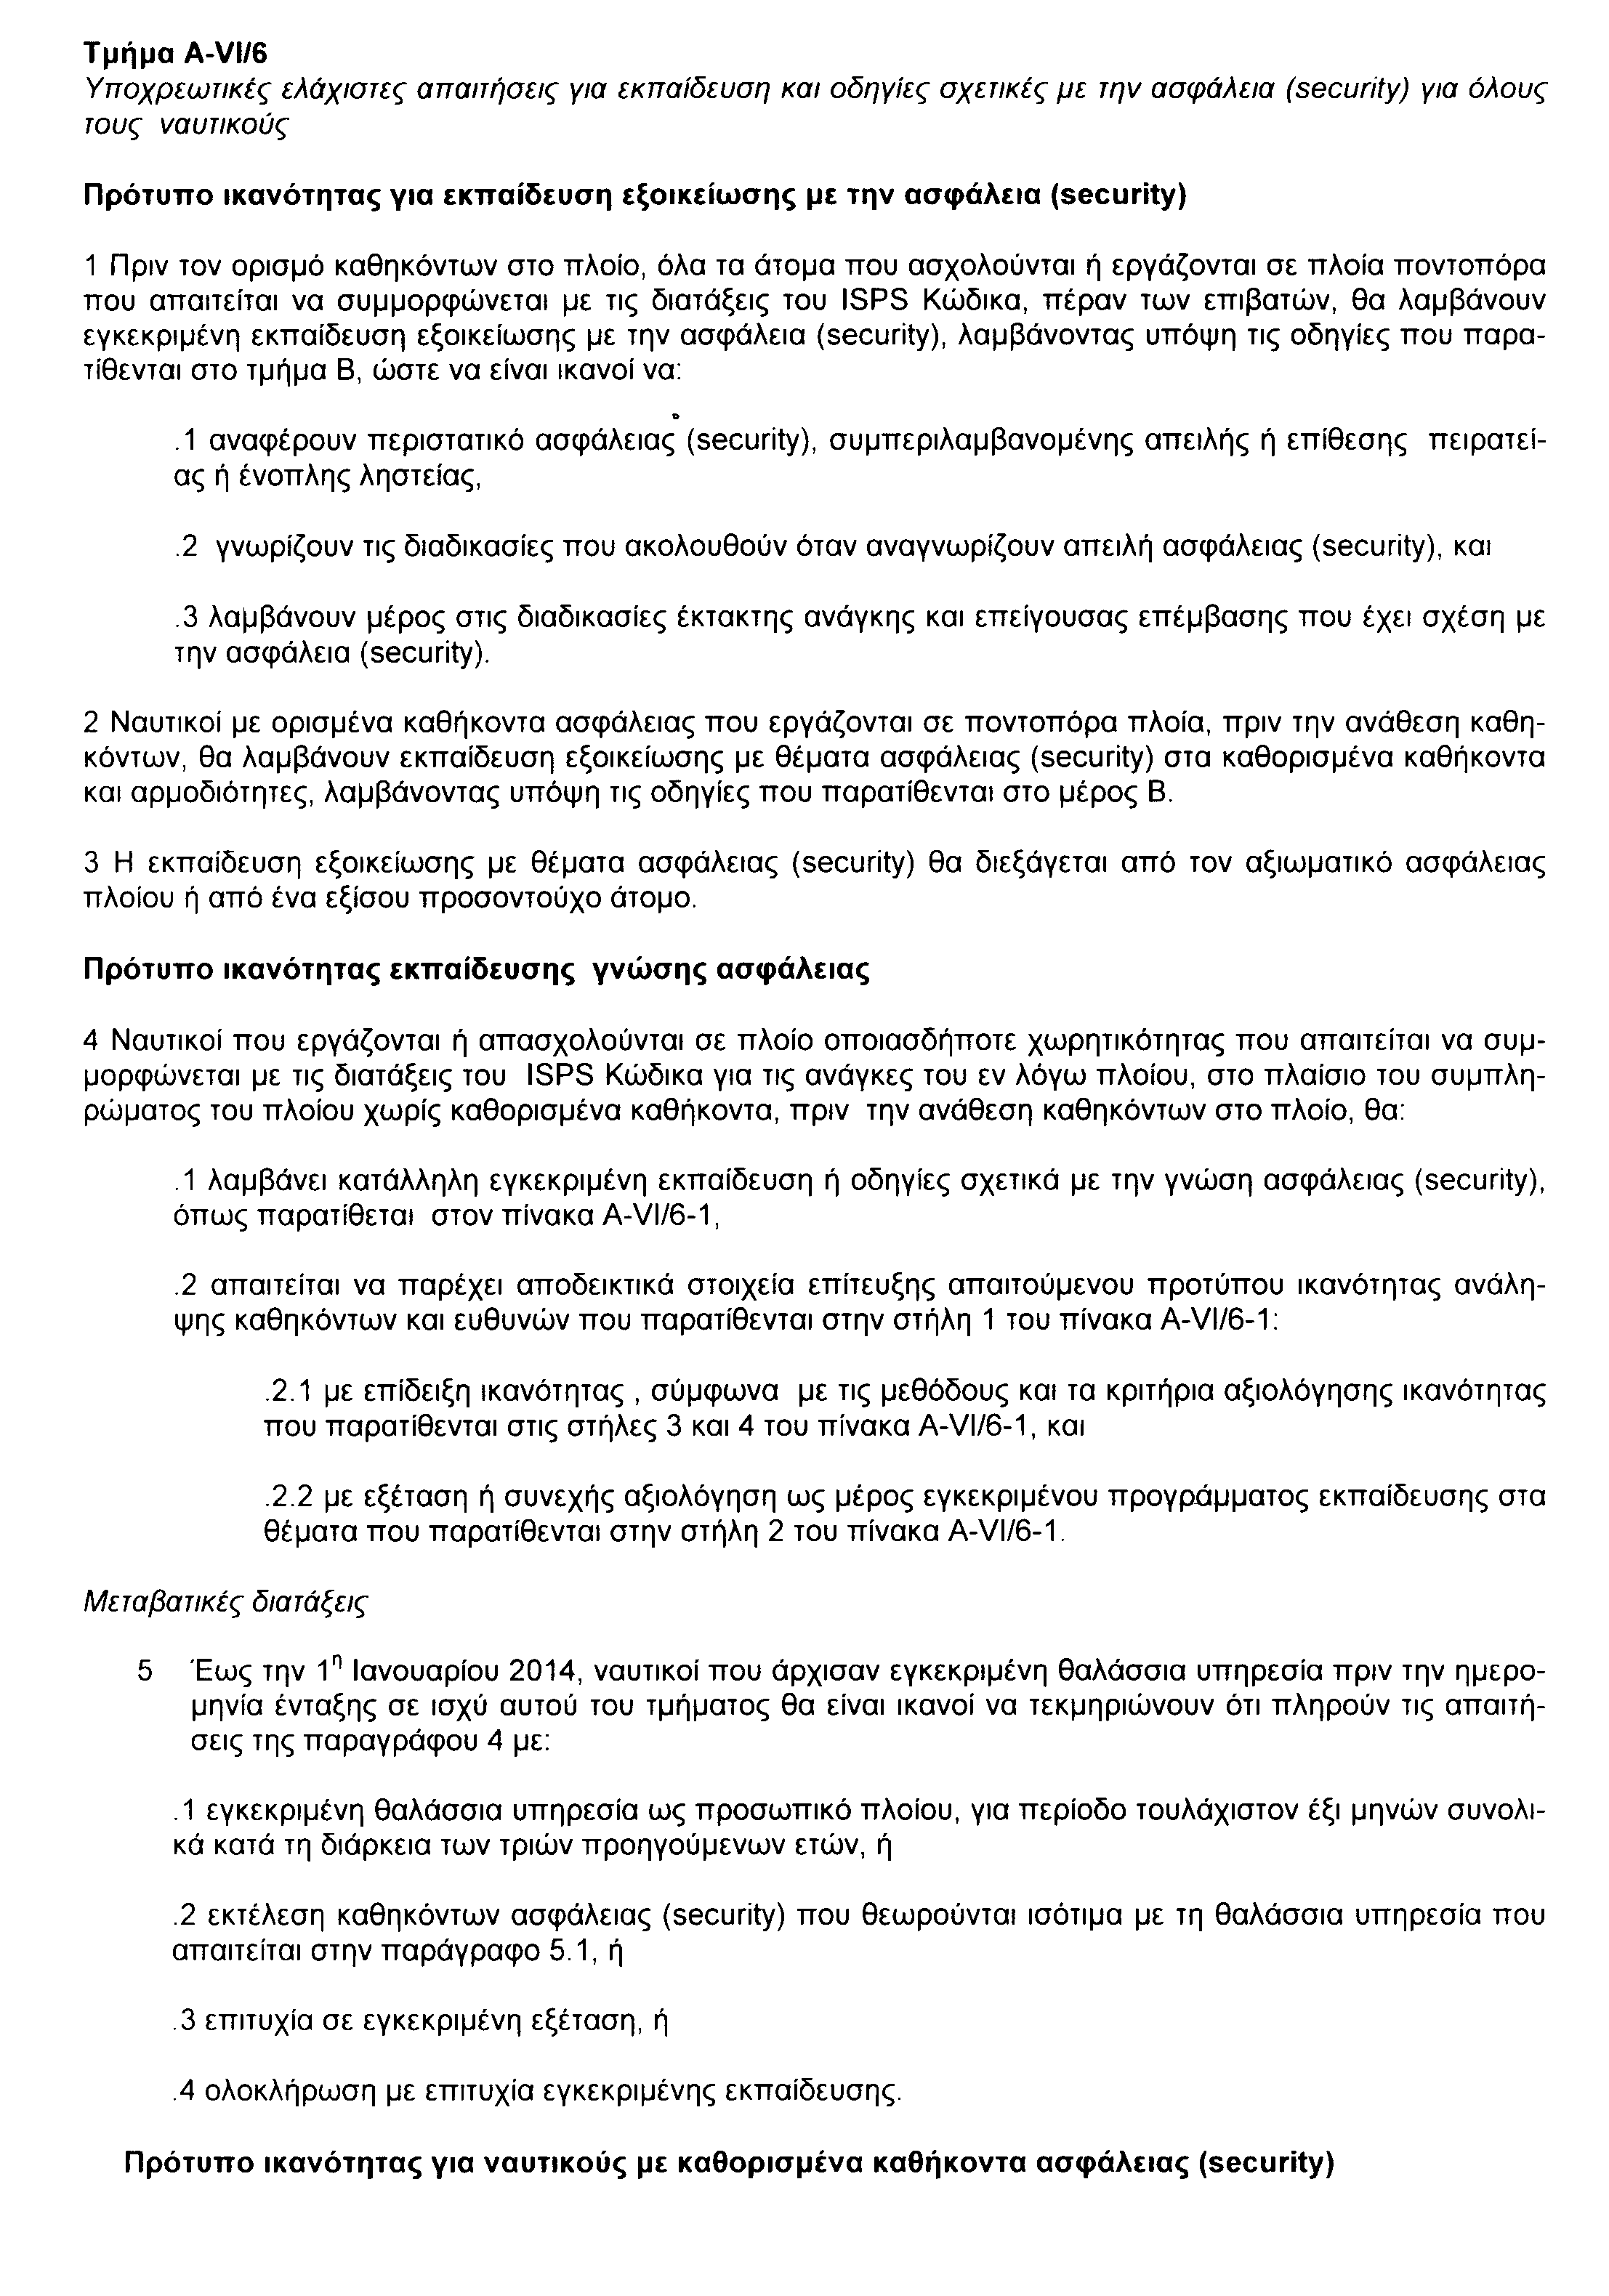 Τμήμα A-VI/6
Υποχρεωτικές ελάχιστες απαιτήσεις για εκπαίδευση και οδηγίες σχετικές με την ασφάλεια (security) για όλους
τους ναυτικούς
Πρότυπο ικανότητας για εκπαίδευση εξοικείωσης με την ασφάλεια (security)
1 Πριν τον ορισμό καθηκόντων στο πλοίο, όλα τα άτομα που ασχολούνται ή εργάζονται σε πλοία ποντοπόρα
που απαιτείται να συμμορφώνεται με τις διατάξεις του ISPS Κώδικα, πέραν των επιβατών, θα λαμβάνουν
εγκεκριμένη εκπαίδευση εξοικείωσης με την ασφάλεια (security), λαμβάνοντας υπόψη τις οδηγίες που παρα-
τίθενται στο τμήμα Β, ώστε να είναι ικανοί να:
.1 αναφέρουν περιστατικό ασφάλειας (security), συμπεριλαμβανομένης απειλής ή επίθεσης πειρατεί-
ας ή ένοπλης ληστείας,
.2 γνωρίζουν τις διαδικασίες που ακολουθούν όταν αναγνωρίζουν απειλή ασφάλειας (security), και
.3 λαμβάνουν μέρος στις διαδικασίες έκτακτης ανάγκης και επείγουσας επέμβασης που έχει σχέση με
την ασφάλεια (security).
2 Ναυτικοί με ορισμένα καθήκοντα ασφάλειας που εργάζονται σε ποντοπόρα πλοία, πριν την ανάθεση καθη-
κόντων, θα λαμβάνουν εκπαίδευση εξοικείωσης με θέματα ασφάλειας (security) στα καθορισμένα καθήκοντα
και αρμοδιότητες, λαμβάνοντας υπόψη τις οδηγίες που παρατίθενται στο μέρος Β.
3 Η εκπαίδευση εξοικείωσης με θέματα ασφάλειας (security) θα διεξάγεται από τον αξιωματικό ασφάλειας
πλοίου ή από ένα εξίσου προσοντούχο άτομο.
Πρότυπο ικανότητας εκπαίδευσης γνώσης ασφάλειας
4 Ναυτικοί που εργάζονται ή απασχολούνται σε πλοίο οποιασδήποτε χωρητικότητας που απαιτείται να συμ-
μορφώνεται με τις διατάξεις του ISPS Κώδικα για τις ανάγκες του εν λόγω πλοίου, στο πλαίσιο του συμπλη-
ρώματος του πλοίου χωρίς καθορισμένα καθήκοντα, πριν την ανάθεση καθηκόντων στο πλοίο, θα:
.1 λαμβάνει κατάλληλη εγκεκριμένη εκπαίδευση ή οδηγίες σχετικά με την γνώση ασφάλειας (security),
όπως παρατίθεται στον πίνακα A-VI/6-1,
.2 απαιτείται να παρέχει αποδεικτικά στοιχεία επίτευξης απαιτούμενου προτύπου ικανότητας ανάλη-
ψης καθηκόντων και ευθυνών που παρατίθενται στην στήλη 1 του πίνακα A-VI/6-1:
.2.1 με επίδειξη ικανότητας , σύμφωνα με τις μεθόδους και τα κριτήρια αξιολόγησης ικανότητας
που παρατίθενται στις στήλες 3 και 4 του πίνακα A-VI/6-1, και
.2.2 με εξέταση ή συνεχής αξιολόγηση ως μέρος εγκεκριμένου προγράμματος εκπαίδευσης στα
θέματα που παρατίθενται στην στήλη 2 του πίνακα A-VI/6-1.
Μεταβατικές διατάξεις
5 Έως την 1η Ιανουαρίου 2014, ναυτικοί που άρχισαν εγκεκριμένη θαλάσσια υπηρεσία πριν την ημερο-
μηνία ένταξης σε ισχύ αυτού του τμήματος θα είναι ικανοί να τεκμηριώνουν ότι πληρούν τις απαιτή-
σεις της παραγράφου 4 με:
.1 εγκεκριμένη θαλάσσια υπηρεσία ως προσωπικό πλοίου, για περίοδο τουλάχιστον έξι μηνών συνολι-
κά κατά τη διάρκεια των τριών προηγούμενων ετών, ή
.2 εκτέλεση καθηκόντων ασφάλειας (security) που θεωρούνται ισότιμα με τη θαλάσσια υπηρεσία που
απαιτείται στην παράγραφο 5.1, ή
.3 επιτυχία σε εγκεκριμένη εξέταση, ή
.4 ολοκλήρωση με επιτυχία εγκεκριμένης εκπαίδευσης.
Πρότυπο ικανότητας για ναυτικούς με καθορισμένα καθήκοντα ασφάλειας (security)